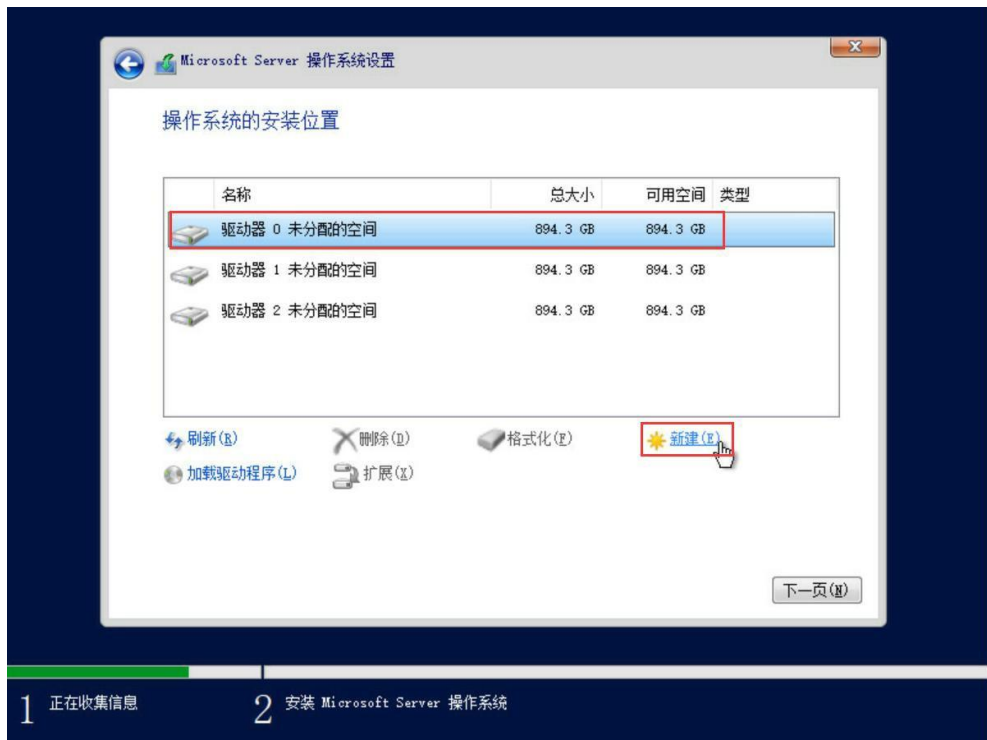 Microsoft Server 操作系统设置
操作系统的安装位置
名称 总大小 可用空间 类型
驱动器 0 未分配的空间 894.3 GB 894.3 GB
驱动器 1 未分配的空间 894.3 GB 894.3 GB
驱动器 2 未分配的空间 894.3 GB 894.3 GB
刷新(R) 删除(D) 格式化(F) 新建(E)
加载驱动程序(L) 扩展(X)
下一页(N)
1 正在收集信息 2 安装 Microsoft Server 操作系统